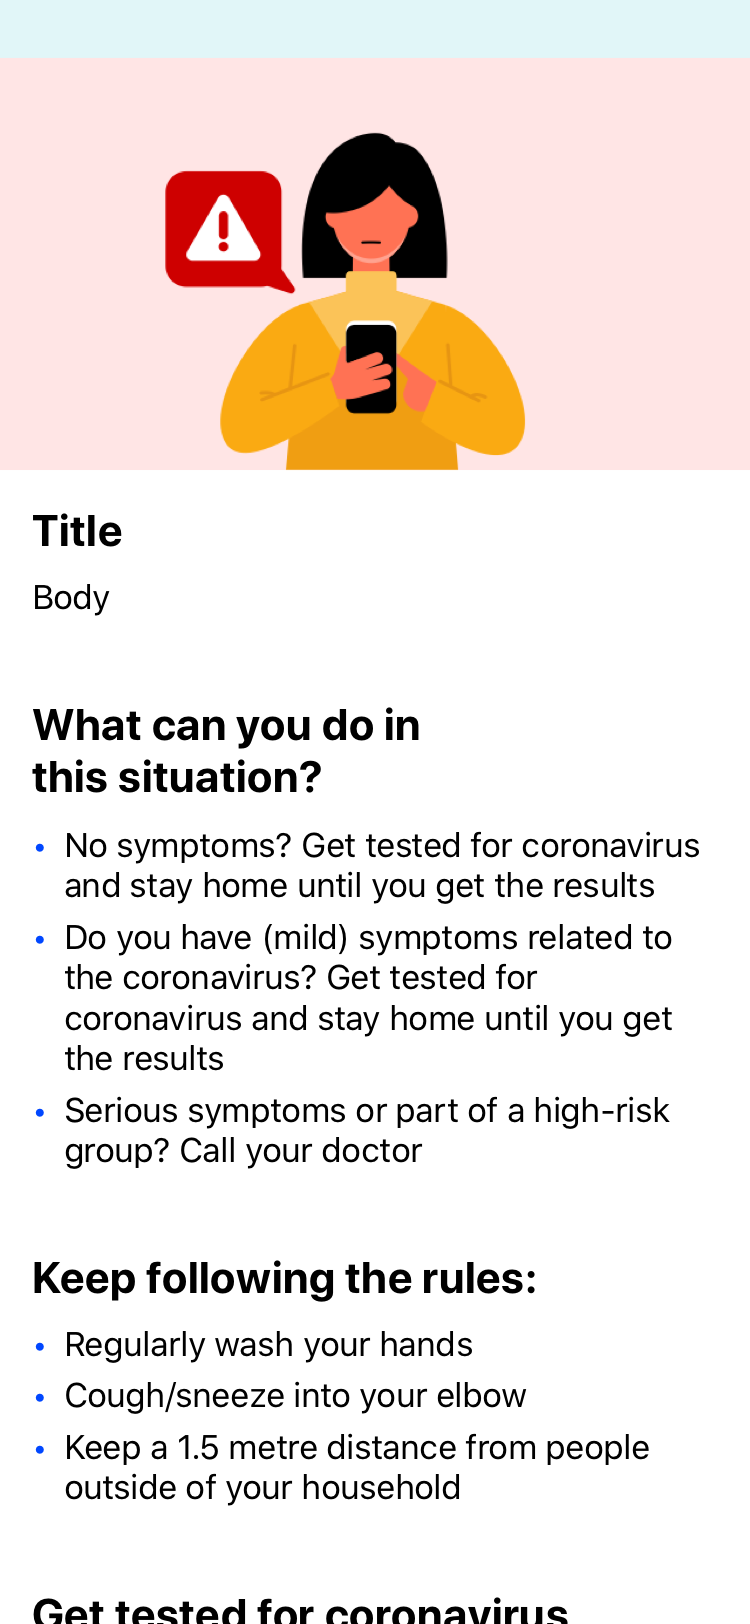 Title
Body
What can you do in
this situation?
• No symptoms? Get tested for coronavirus
and stay home until you get the results
• Do you have (mild) symptoms related to
the coronavirus? Get tested for
coronavirus and stay home until you get
the results
• Serious symptoms or part of a high-risk
group? Call your doctor
Keep following the rules:
• Regularly wash your hands
• Cough/sneeze into your elbow
• Keep a 1.5 metre distance from people
outside of your household
Get tested for coronavirus